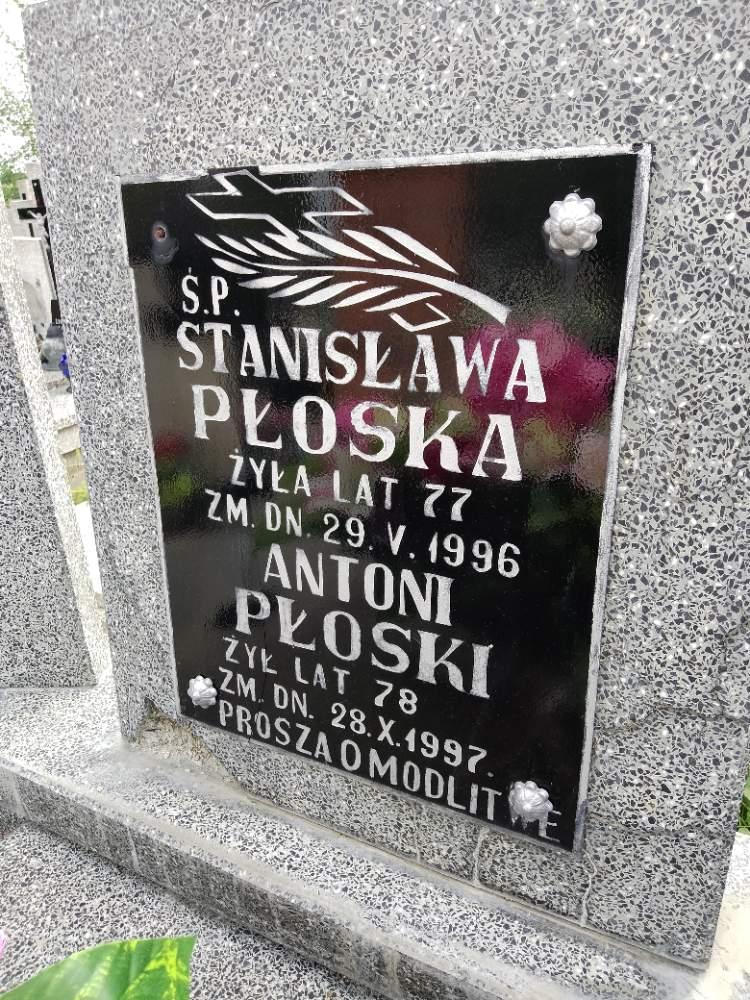 Ś.P.
STANISŁAWA
PŁOSKA
ŻYŁA LAT 77
ZM. DN. 29. V. 1996
ANTONI
PŁOSKI
ŻYŁ LAT 78
ZM. DN. 28.X.1997.
PROSZA O MODLITWE